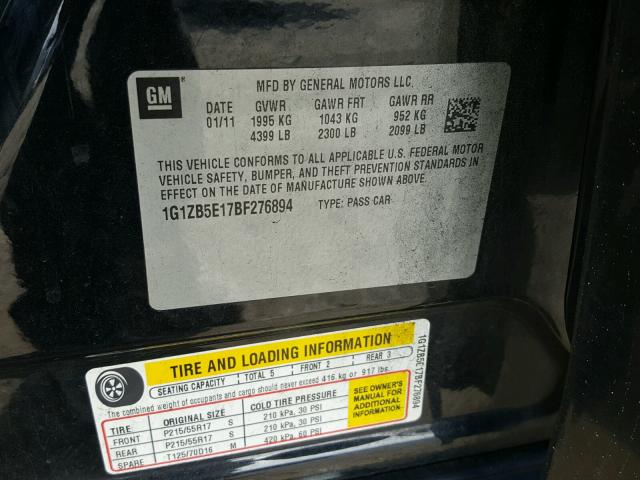 GM ®
MFD BY GENERAL MOTORS LLC.
DATE GVWR GAWR FRT GAWR RR
01/11 1995 KG 1043 KG 952 KG
4399 LB 2300 LB 2099 LB
THIS VEHICLE CONFORMS TO ALL APPLICABLE U.S. FEDERAL MOTOR
VEHICLE SAFETY, BUMPER, AND THEFT PREVENTION STANDARDS IN
EFFECT ON THE DATE OF MANUFACTURE SHOWN ABOVE.
1G1ZB5E17BF276894 TYPE: PASS CAR
TIRE AND LOADING INFORMATION
SEATING CAPACITY TOTAL 5 FRONT 2 REAR 3
The combined weight of occupants and cargo should never exceed 416 kg or 917 lbs.
TIRE ORIGINAL SIZE COLD TIRE PRESSURE
FRONT P215/55R17 S 210 kPa, 30 PSI
REAR P215/55R17 S 210 kPa, 30 PSI
SPARE T125/70D16 M 420 kPa, 60 PSI
SEE OWNER'S
MANUAL FOR
ADDITIONAL
INFORMATION
1G1ZB5E17BF276894